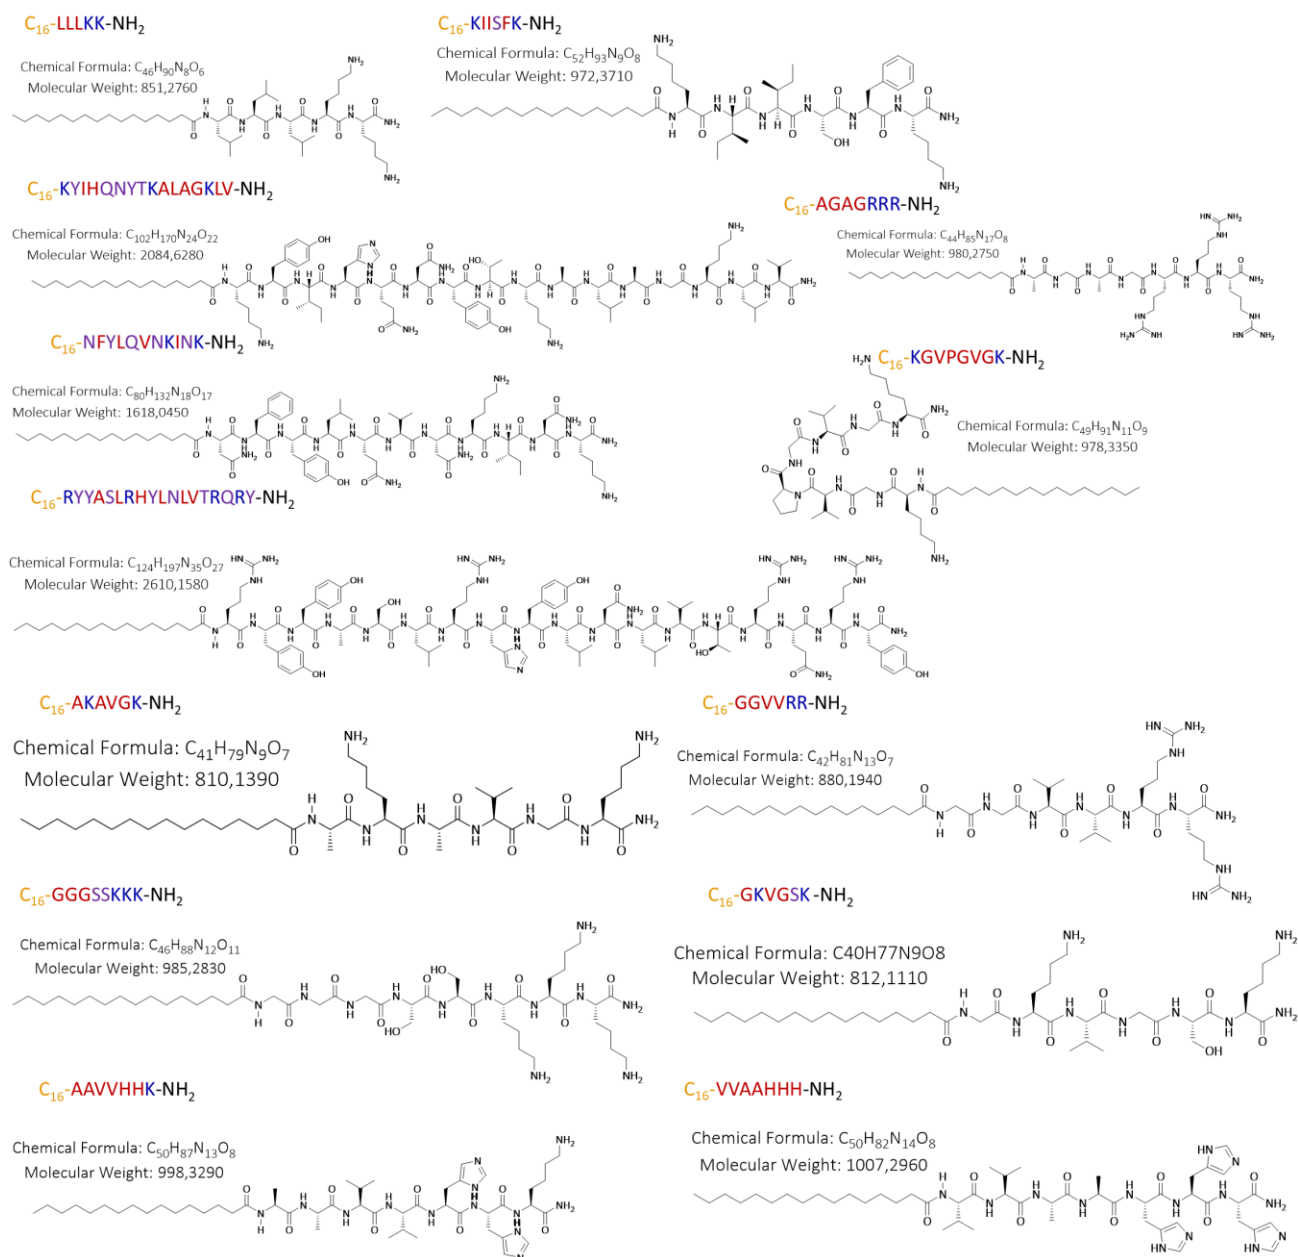 C16-LLLKK-NH2
Chemical Formula: C46H90N8O6
Molecular Weight: 851,2760
C16-KIISFK-NH2
Chemical Formula: C52H93N9O8
Molecular Weight: 972,3710
C16-KYIHQNYTKALAGKLV-NH2
Chemical Formula: C102H170N24O22
Molecular Weight: 2084,6280
C16-AGAGRRR-NH2
Chemical Formula: C44H85N17O8
Molecular Weight: 980,2750
C16-NFYLQVNKINK-NH2
Chemical Formula: C80H132N18O17
Molecular Weight: 1618,0450
C16-KGVPGVGK-NH2
Chemical Formula: C49H91N11O9
Molecular Weight: 978,3350
C16-RYYASLRHYLNLVTRQRY-NH2
Chemical Formula: C124H197N35O27
Molecular Weight: 2610,1580
C16-AKAVGK-NH2
Chemical Formula: C41H79N9O7
Molecular Weight: 810,1390
C16-GGVVRR-NH2
Chemical Formula: C42H81N13O7
Molecular Weight: 880,1940
C16-GGGSSKKK-NH2
Chemical Formula: C46H88N12O11
Molecular Weight: 985,2830
C16-GKVGSK-NH2
Chemical Formula: C40H77N9O8
Molecular Weight: 812,1110
C16-AAVVHHK-NH2
Chemical Formula: C50H87N13O8
Molecular Weight: 998,3290
C16-VVAAHHH-NH2
Chemical Formula: C50H82N14O8
Molecular Weight: 1007,2960